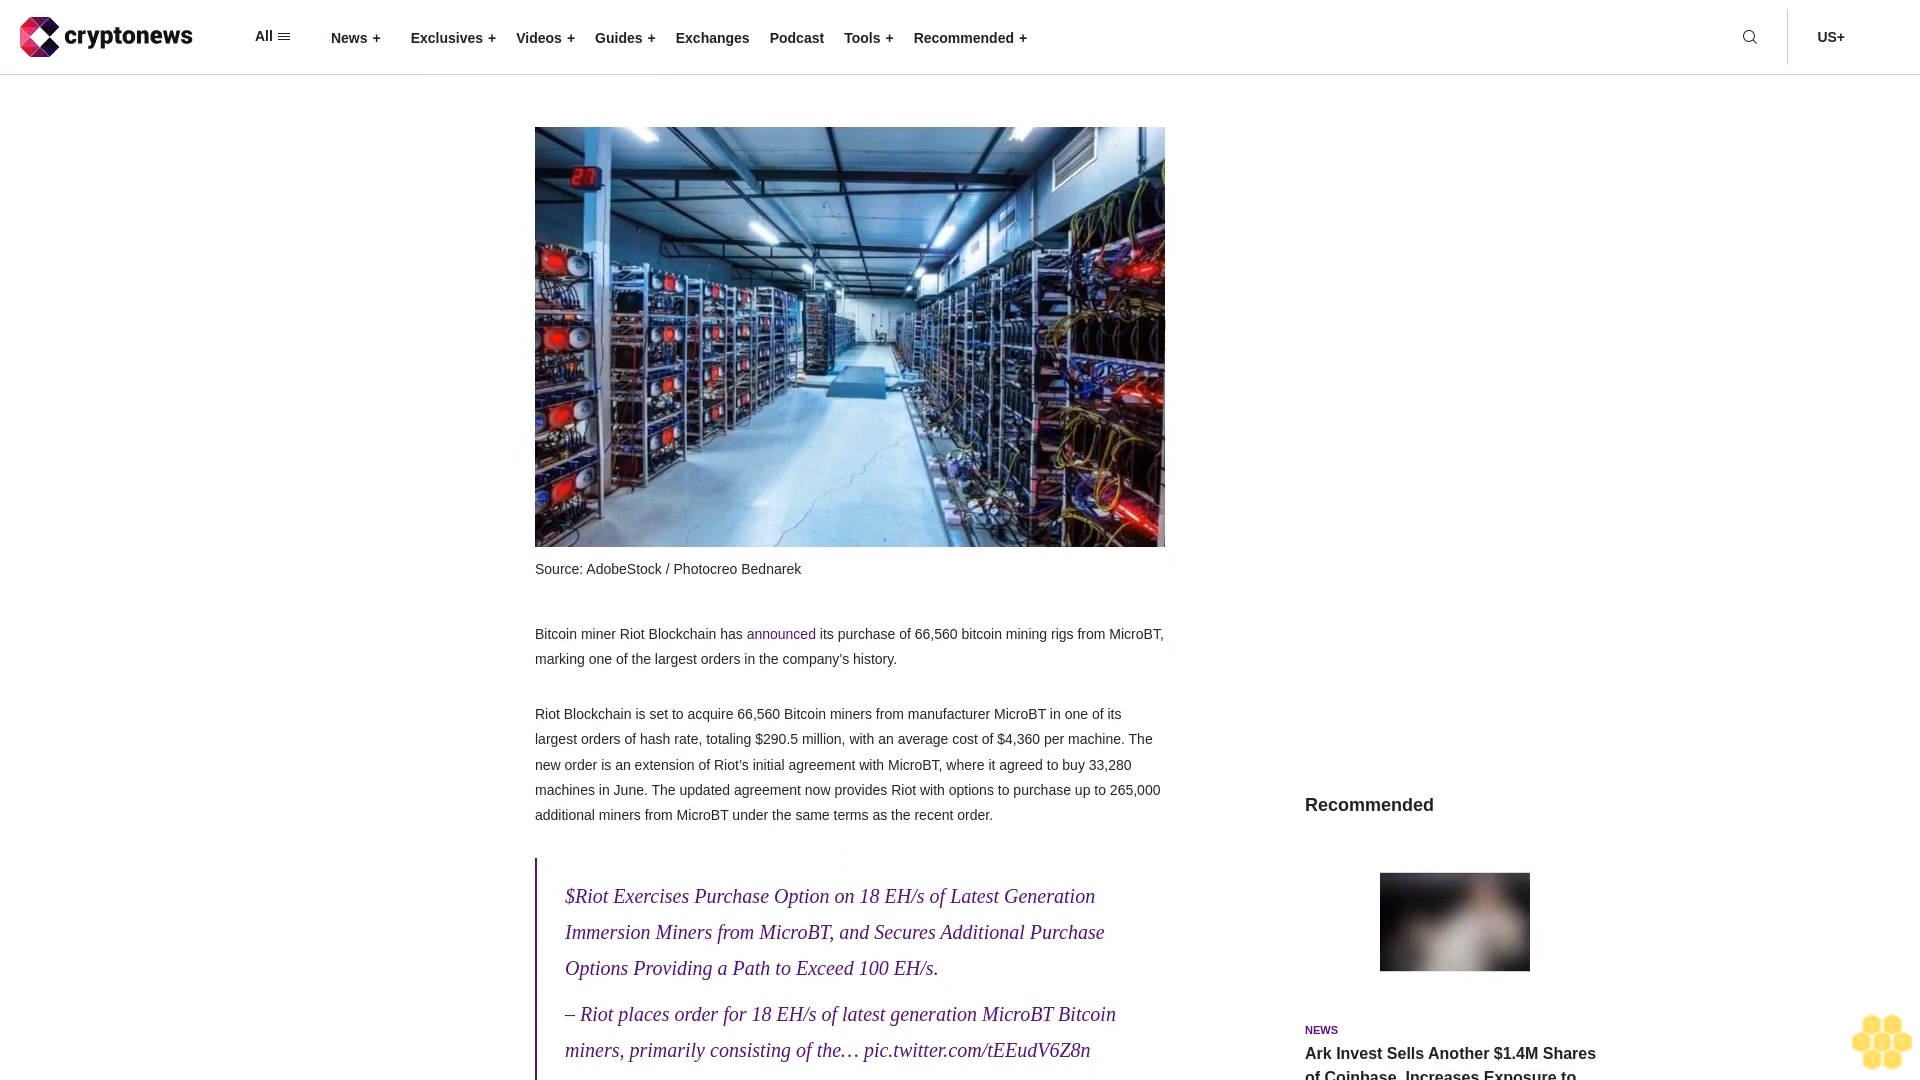 cryptonews
All
News +
Exclusives +
Videos +
Guides +
Exchanges
Podcast
Tools +
Recommended +
US+
27
Source: AdobeStock / Photocreo Bednarek
Bitcoin miner Riot Blockchain has announced its purchase of 66,560 bitcoin mining rigs from MicroBT,
marking one of the largest orders in the company’s history.
Riot Blockchain is set to acquire 66,560 Bitcoin miners from manufacturer MicroBT in one of its
largest orders of hash rate, totaling $290.5 million, with an average cost of $4,360 per machine. The
new order is an extension of Riot’s initial agreement with MicroBT, where it agreed to buy 33,280
machines in June. The updated agreement now provides Riot with options to purchase up to 265,000
additional miners from MicroBT under the same terms as the recent order.
$Riot Exercises Purchase Option on 18 EH/s of Latest Generation
Immersion Miners from MicroBT, and Secures Additional Purchase
Options Providing a Path to Exceed 100 EH/s.
– Riot places order for 18 EH/s of latest generation MicroBT Bitcoin
miners, primarily consisting of the… pic.twitter.com/tEEudV6Z8n
Recommended
NEWS
Ark Invest Sells Another $1.4M Shares
of Coinbase, Increases Exposure to